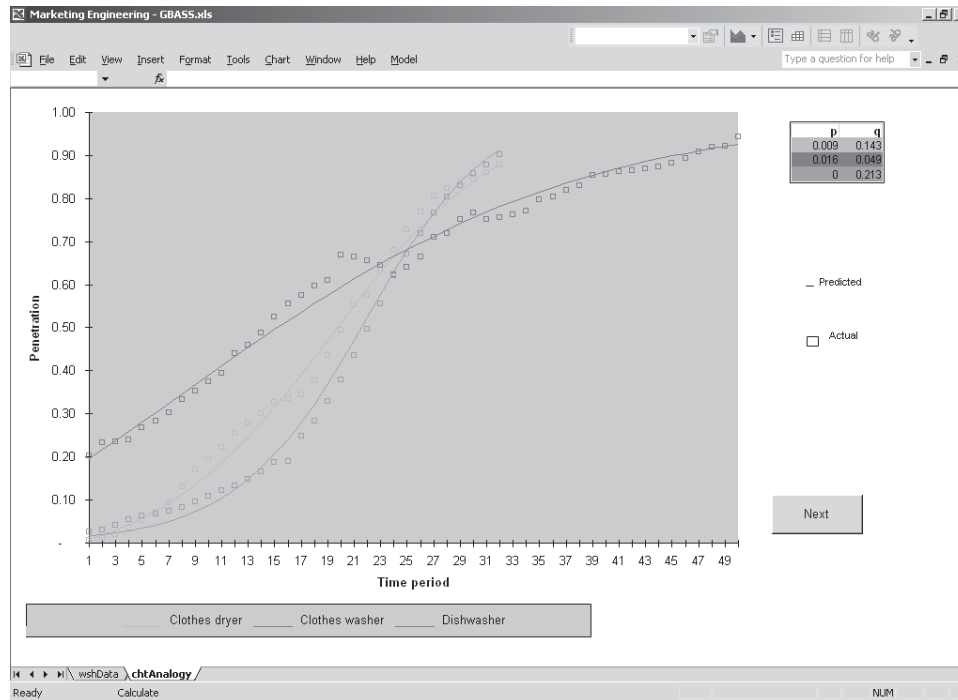 Marketing Engineering - GBASS.xls
File Edit View Insert Format Tools Chart Window Help Model
Type a question for help
fx
1.00
0.90
0.80
0.70
0.60
0.50
0.40
0.30
0.20
0.10
-
Penetration
1 3 5 7 9 11 13 15 17 19 21 23 25 27 29 31 33 35 37 39 41 43 45 47 49
Time period
p q
0.009 0.143
0.016 0.049
0 0.213
Predicted
Actual
Next
Clothes dryer Clothes washer Dishwasher
wshData chtAnalogy
Ready Calculate NUM